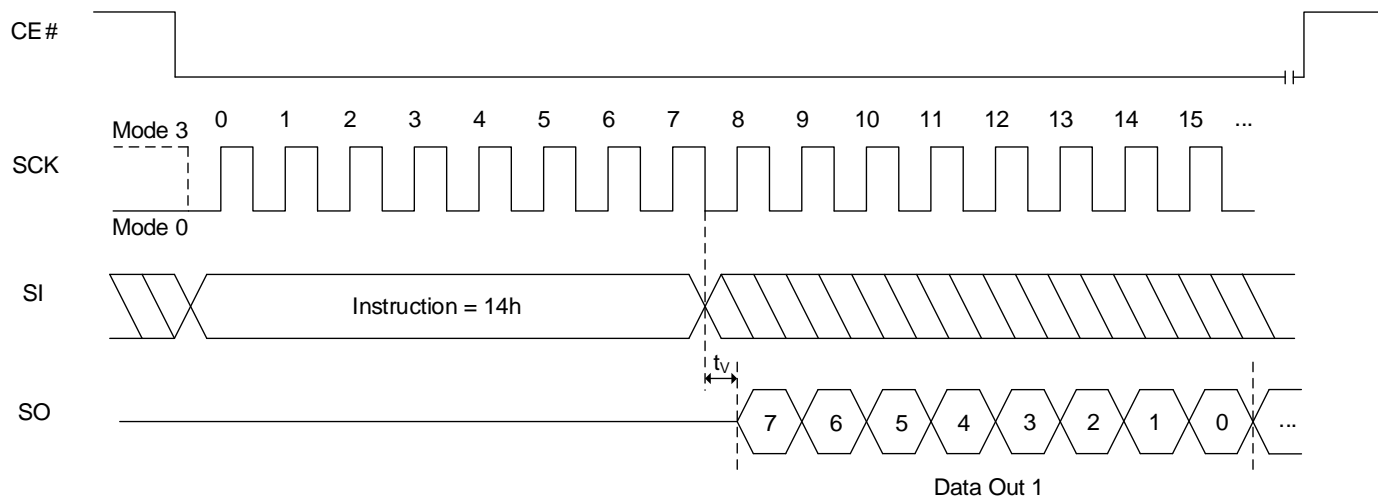 CE#
0 1 2 3 4 5 6 7 8 9 10 11 12 13 14 15 ...
Mode 3
SCK
Mode 0
SI
Instruction = 14h
tV
SO
7 6 5 4 3 2 1 0 ...
Data Out 1